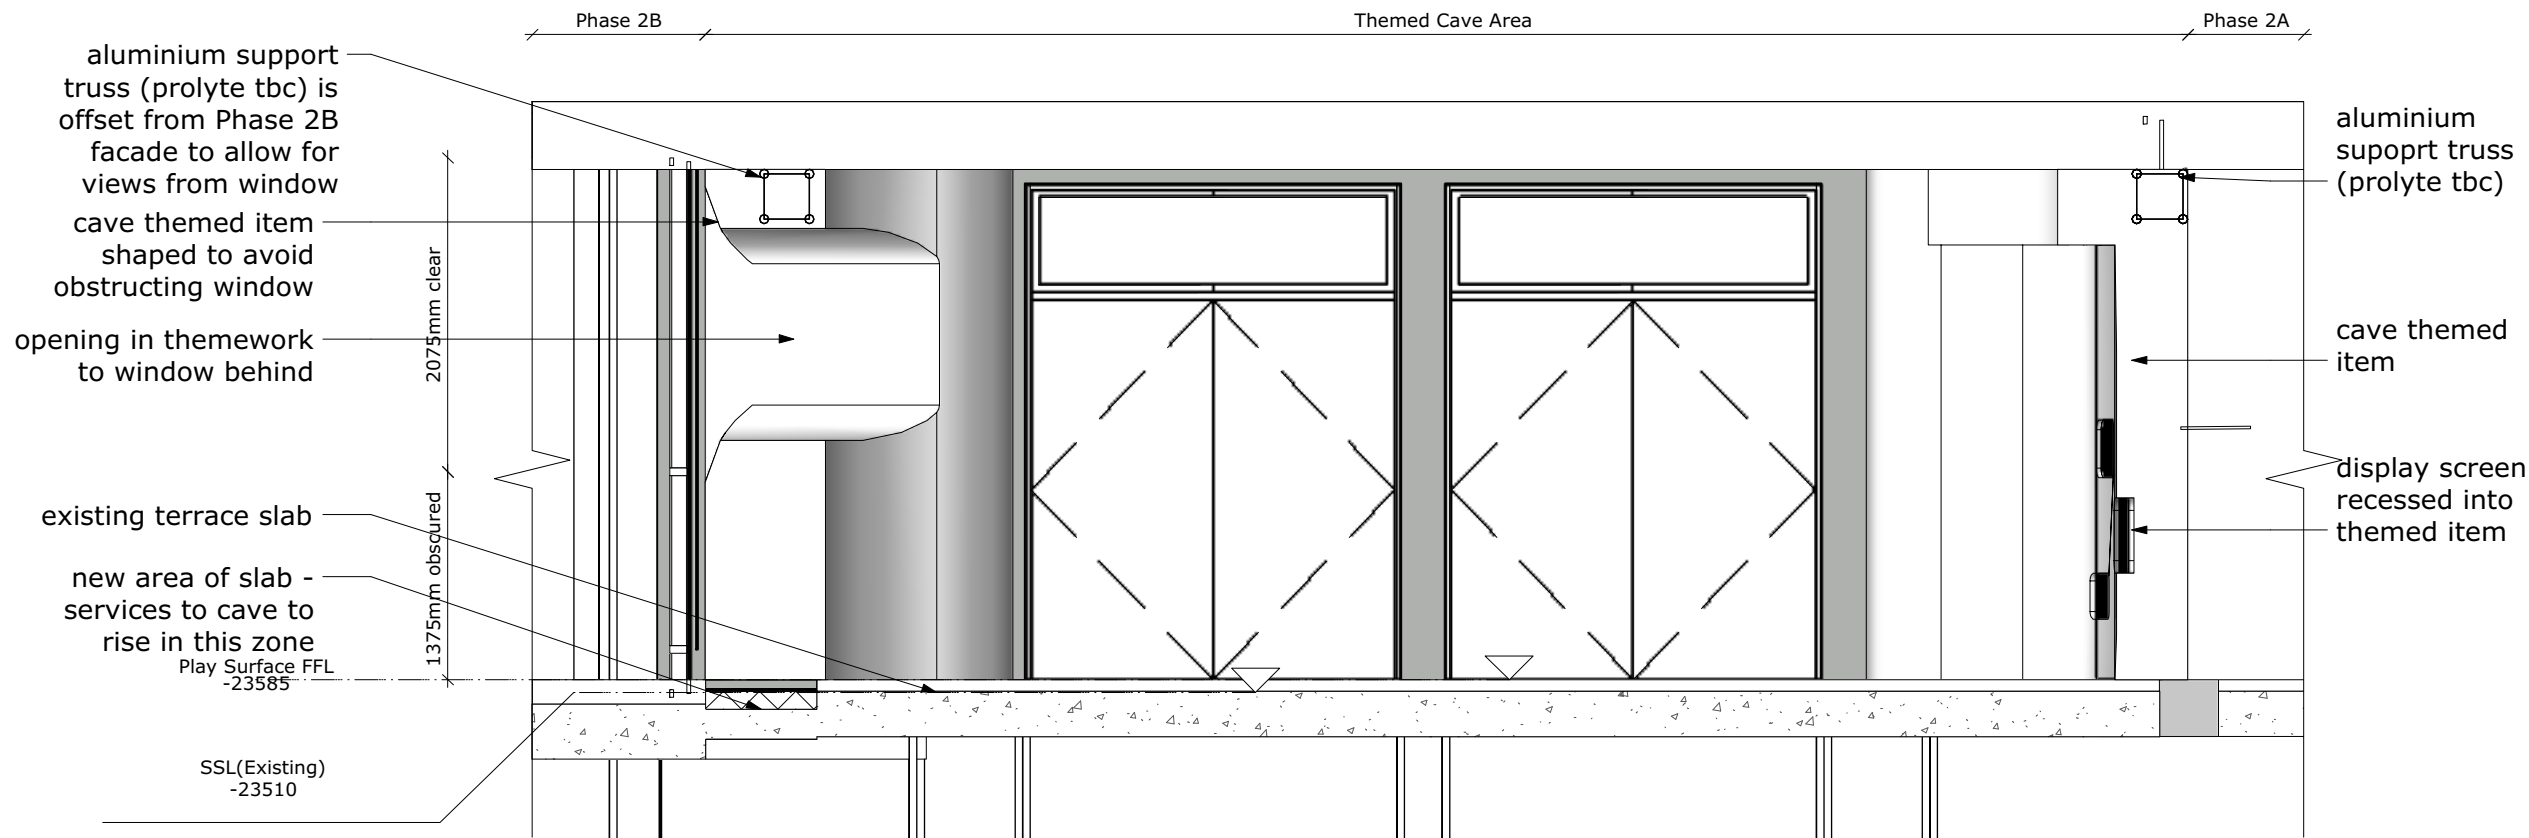 Phase 2B
Themed Cave Area
Phase 2A
aluminium support
truss (prolyte tbc) is
offset from Phase 2B
facade to allow for
views from window
cave themed item
shaped to avoid
obstructing window
opening in themework
to window behind
existing terrace slab
new area of slab -
services to cave to
rise in this zone
Play Surface FFL
-23585
SSL(Existing)
-23510
2075mm clear
1375mm obscured
aluminium
supoprt truss
(prolyte tbc)
cave themed
item
display screen
recessed into
themed item